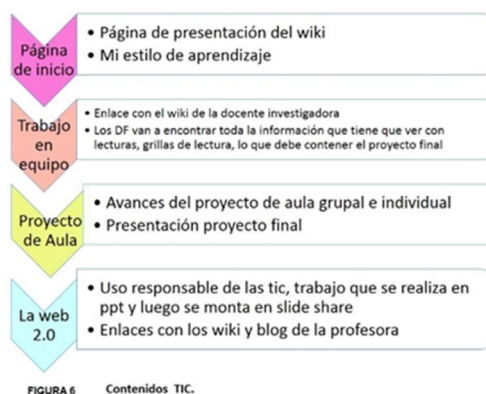 Página
de inicio
• Página de presentación del wiki
• Mi estilo de aprendizaje
Trabajo
en
equipo
• Enlace con el wiki de la docente investigadora
• Los DF van a encontrar toda la información que tiene que ver con
lecturas, grillas de lectura, lo que debe contener el proyecto final
Proyecto
de Aula
• Avances del proyecto de aula grupal e individual
• Presentación proyecto final
La web
2.0
• Uso responsable de las tic, trabajo que se realiza en
ppt y luego se monta en slide share
• Enlaces con los wiki y blog de la profesora
FIGURA 6 Contenidos TIC.